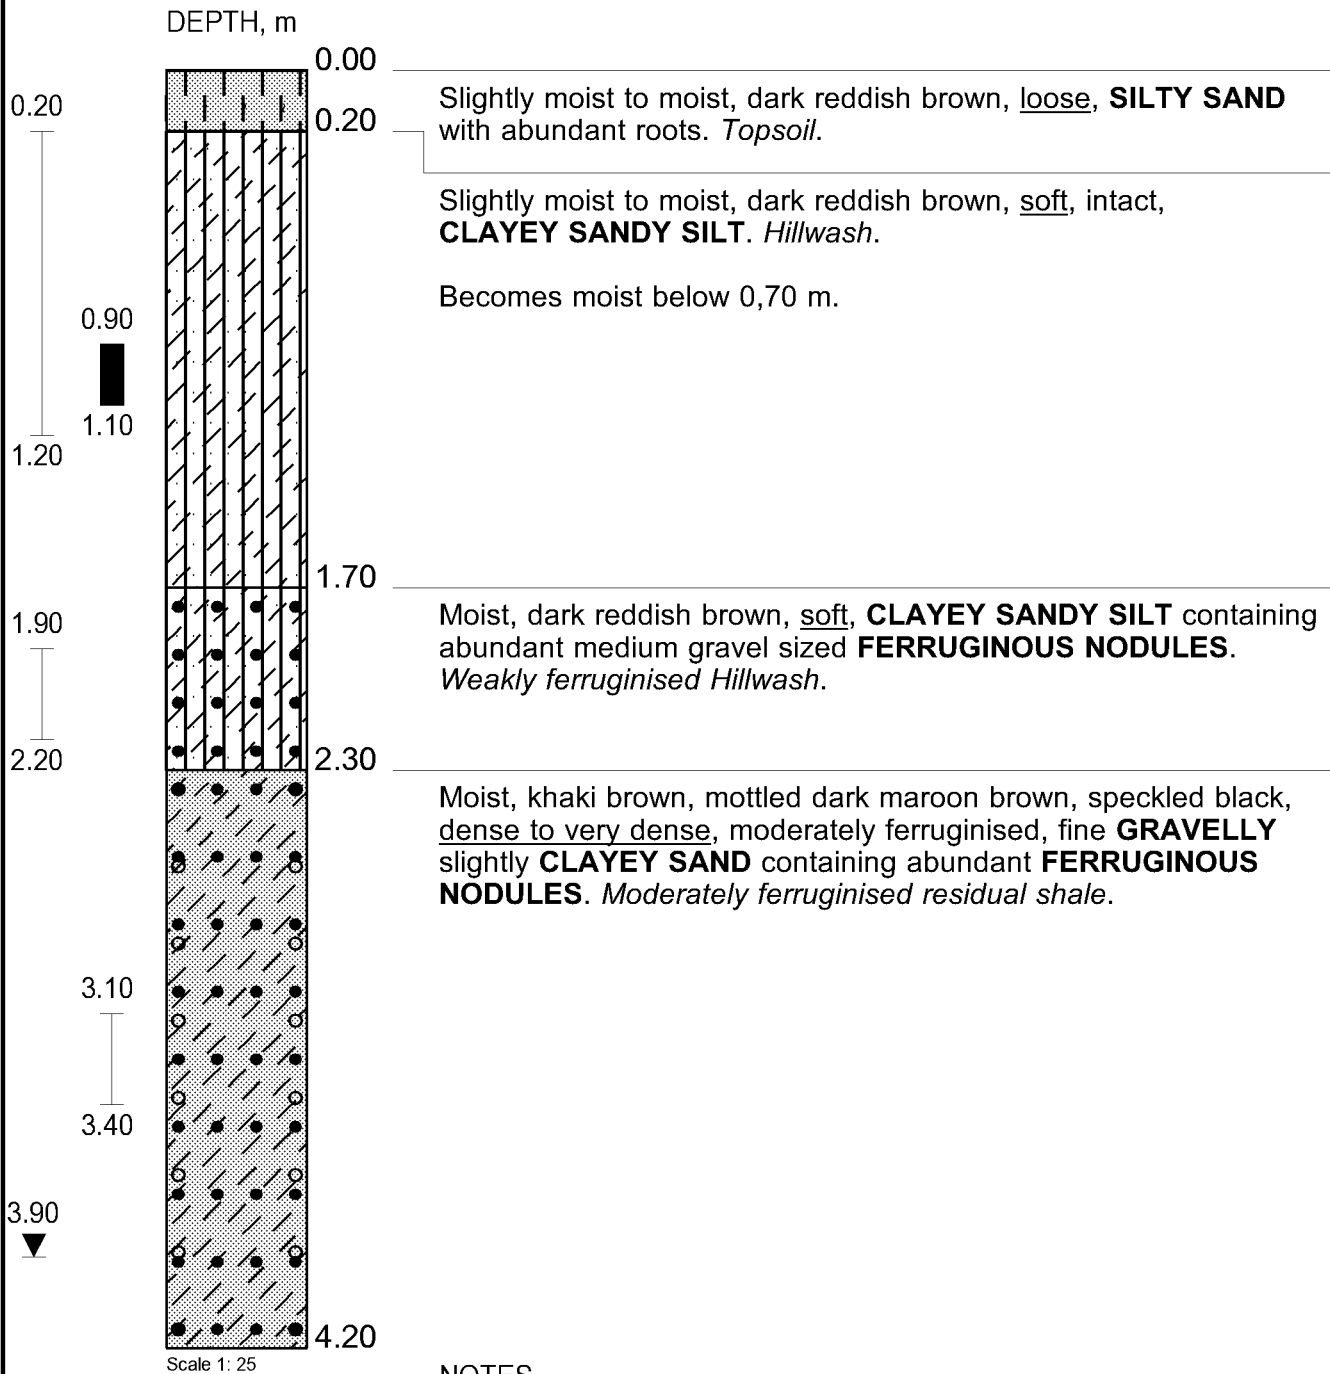 DEPTH, m
0.00
0.20
0.20
Slightly moist to moist, dark reddish brown, loose, SILTY SAND
with abundant roots. Topsoil.
Slightly moist to moist, dark reddish brown, soft, intact,
CLAYEY SANDY SILT. Hillwash.
Becomes moist below 0,70 m.
0.90
1.10
1.20
1.70
Moist, dark reddish brown, soft, CLAYEY SANDY SILT containing
abundant medium gravel sized FERRUGINOUS NODULES.
Weakly ferruginised Hillwash.
1.90
2.20
2.30
Moist, khaki brown, mottled dark maroon brown, speckled black,
dense to very dense, moderately ferruginised, fine GRAVELLY
slightly CLAYEY SAND containing abundant FERRUGINOUS
NODULES. Moderately ferruginised residual shale.
3.10
3.40
3.90
4.20
Scale 1: 25
NOTES